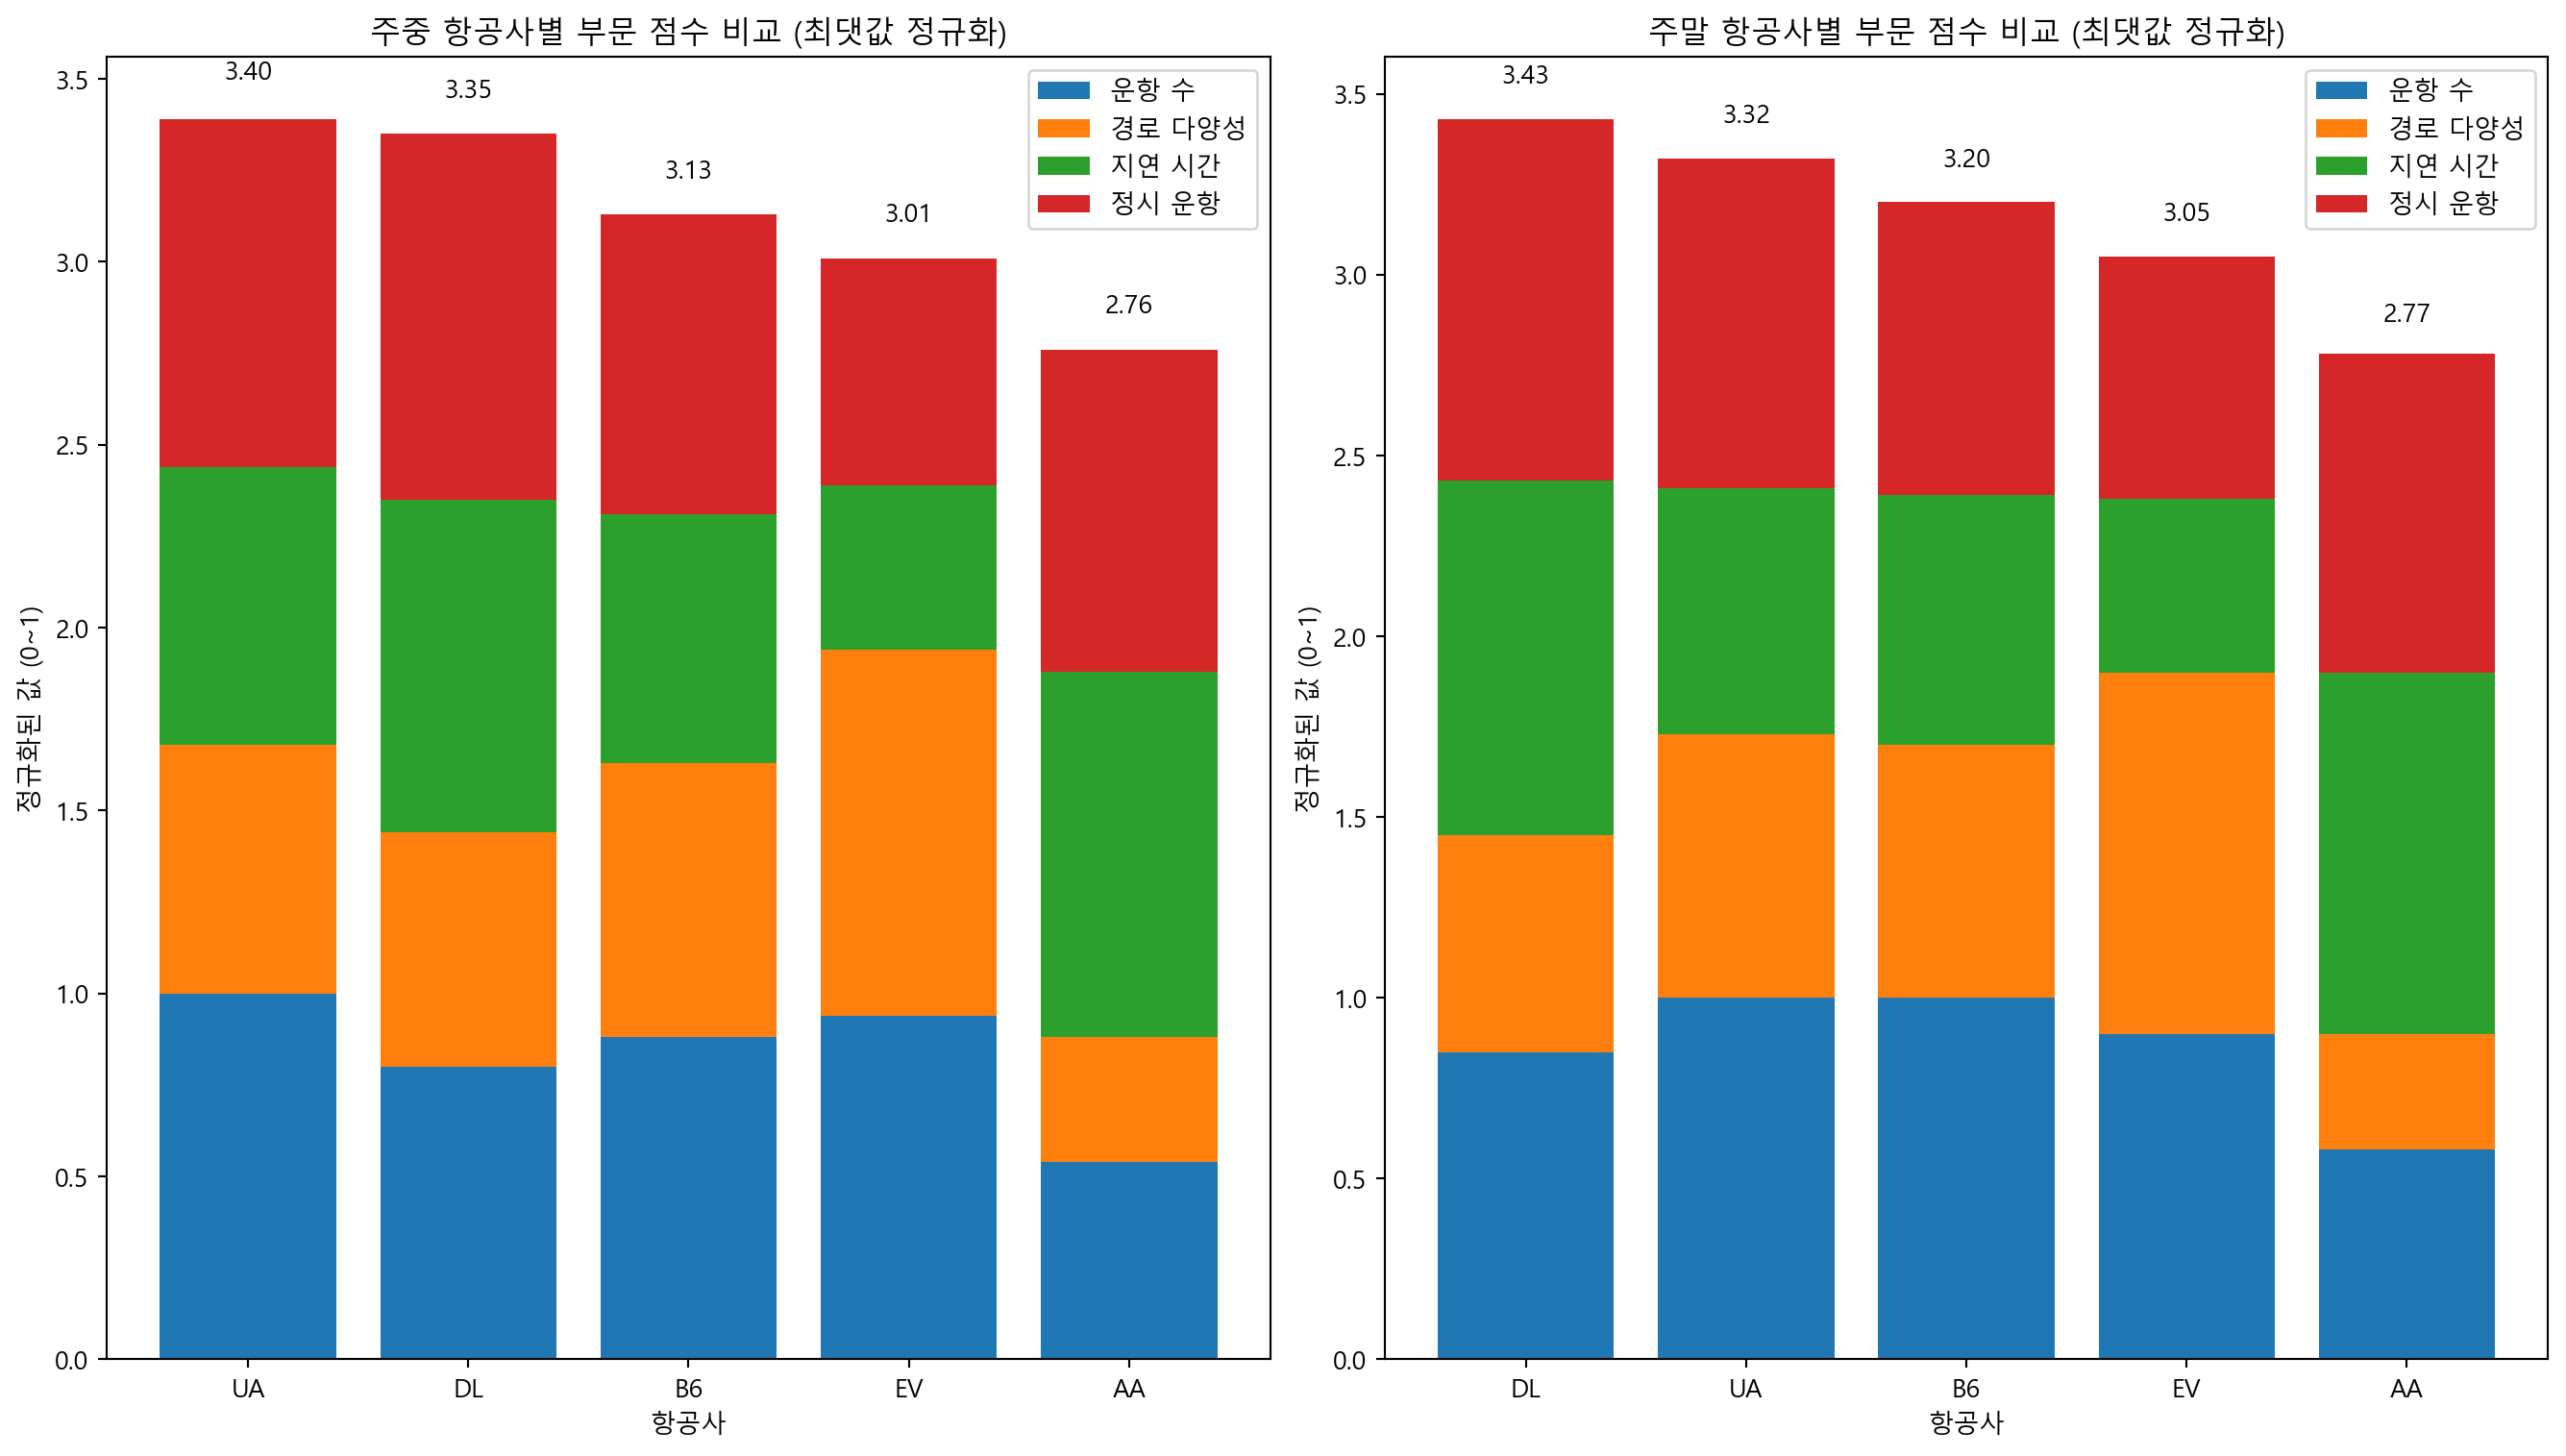 주중 항공사별 부문 점수 비교 (최댓값 정규화)
3.40
3.35
3.13
3.01
2.76
운항 수
경로 다양성
지연 시간
정시 운항
3.5
3.0
2.5
2.0
1.5
1.0
0.5
0.0
정규화된 값 (0~1)
UA
DL
B6
EV
AA
항공사
주말 항공사별 부문 점수 비교 (최댓값 정규화)
3.43
3.32
3.20
3.05
2.77
운항 수
경로 다양성
지연 시간
정시 운항
3.5
3.0
2.5
2.0
1.5
1.0
0.5
0.0
정규화된 값 (0~1)
DL
UA
B6
EV
AA
항공사